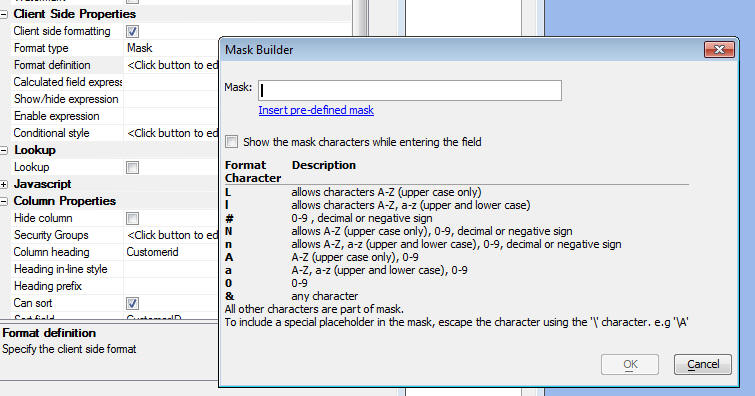 Client Side Properties
Client side formatting
Format type Mask
Format definition <Click button to ed
Calculated field express
Show/hide expression
Enable expression
Conditional style <Click button to ed
Lookup
Lookup
Javascript
Column Properties
Hide column
Security Groups <Click button to ed
Column heading Customerid
Heading in-line style
Heading prefix
Can sort
Format definition
Specify the client side format
Mask Builder
Mask:
Insert pre-defined mask
Show the mask characters while entering the field
Format Description
Character
L allows characters A-Z (upper case only)
l allows characters A-Z, a-z (upper and lower case)
# 0-9 , decimal or negative sign
N allows A-Z (upper case only), 0-9, decimal or negative sign
n allows A-Z, a-z (upper and lower case), 0-9, decimal or negative sign
A A-Z (upper case only), 0-9
a A-Z, a-z (upper and lower case), 0-9
0 0-9
& any character
All other characters are part of mask.
To include a special placeholder in the mask, escape the character using the '\' character. e.g '\A'
OK Cancel